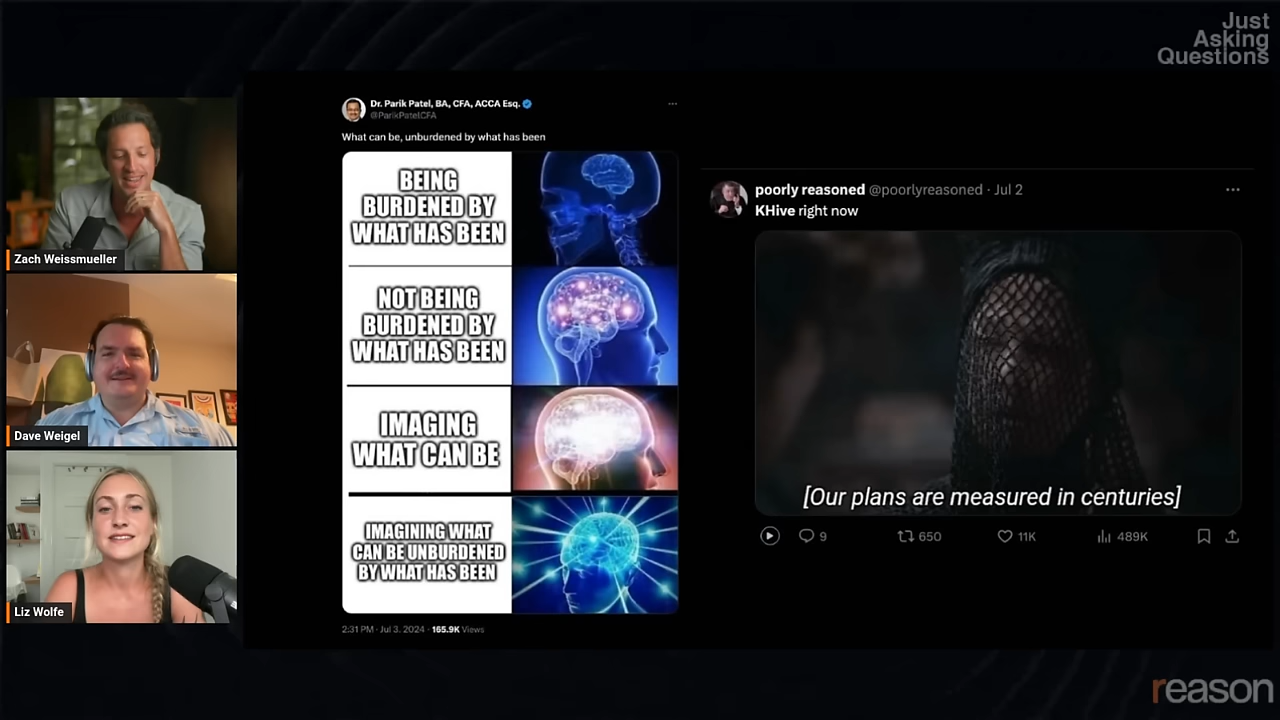 Just
Asking
Questions
Zach Weissmueller
Dave Weigel
Liz Wolfe
Dr. Parik Patel, BA, CFA, ACCA Esq.
@ParikPatelCFA
What can be, unburdened by what has been
BEING
BURDENED BY
WHAT HAS BEEN
NOT BEING
BURDENED BY
WHAT HAS BEEN
IMAGING
WHAT CAN BE
IMAGINING WHAT
CAN BE UNBURDENED
BY WHAT HAS BEEN
2:31 PM · Jul 3, 2024 · 165.9K Views
poorly reasoned @poorlyreasoned · Jul 2
KHive right now
[Our plans are measured in centuries]
9 650 11K 489K
reason